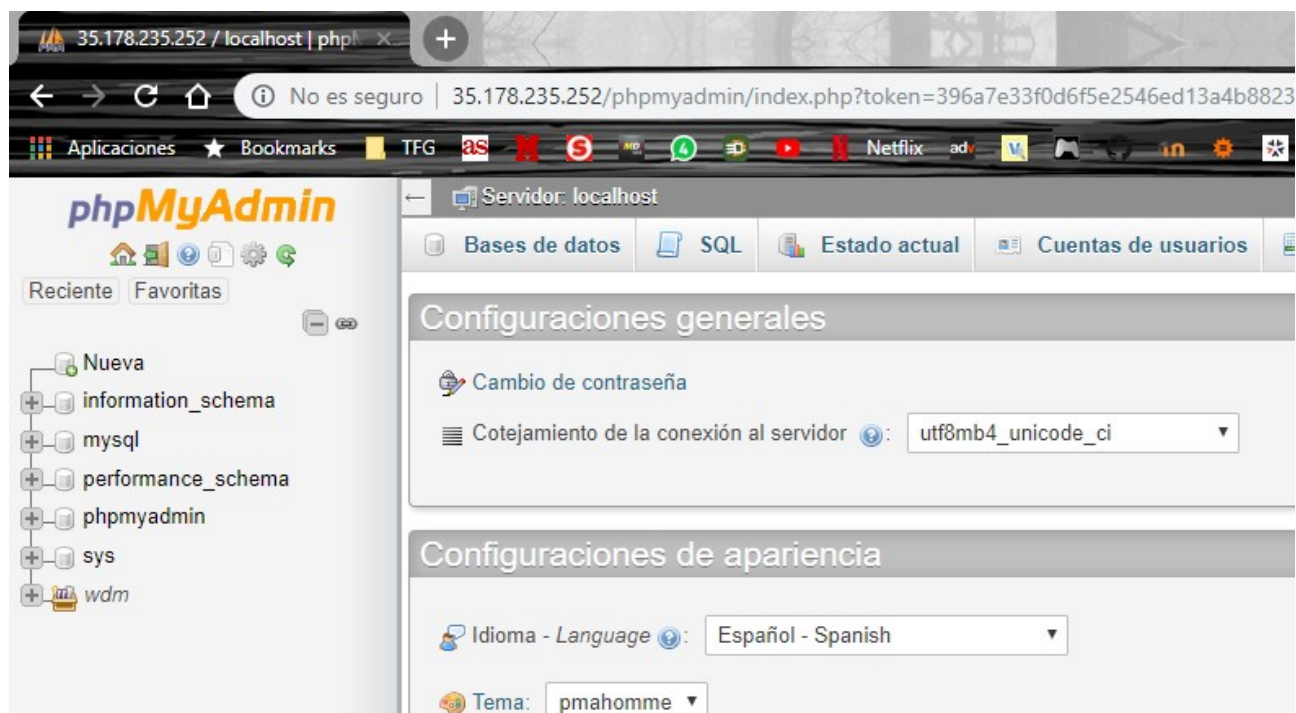 35.178.235.252 / localhost | php
No es seguro | 35.178.235.252/phpmyadmin/index.php?token=396a7e33f0d6f5e2546ed13a4b8823
Aplicaciones Bookmarks TFG as Netflix adv in
phpMyAdmin
Servidor: localhost
Bases de datos SQL Estado actual Cuentas de usuarios
Reciente Favoritas
Configuraciones generales
Nueva
Cambio de contraseña
information_schema
Cotejamiento de la conexión al servidor : utf8mb4_unicode_ci
mysql
performance_schema
phpmyadmin
Configuraciones de apariencia
sys
wdm
Idioma - Language : Español - Spanish
Tema: pmahomme